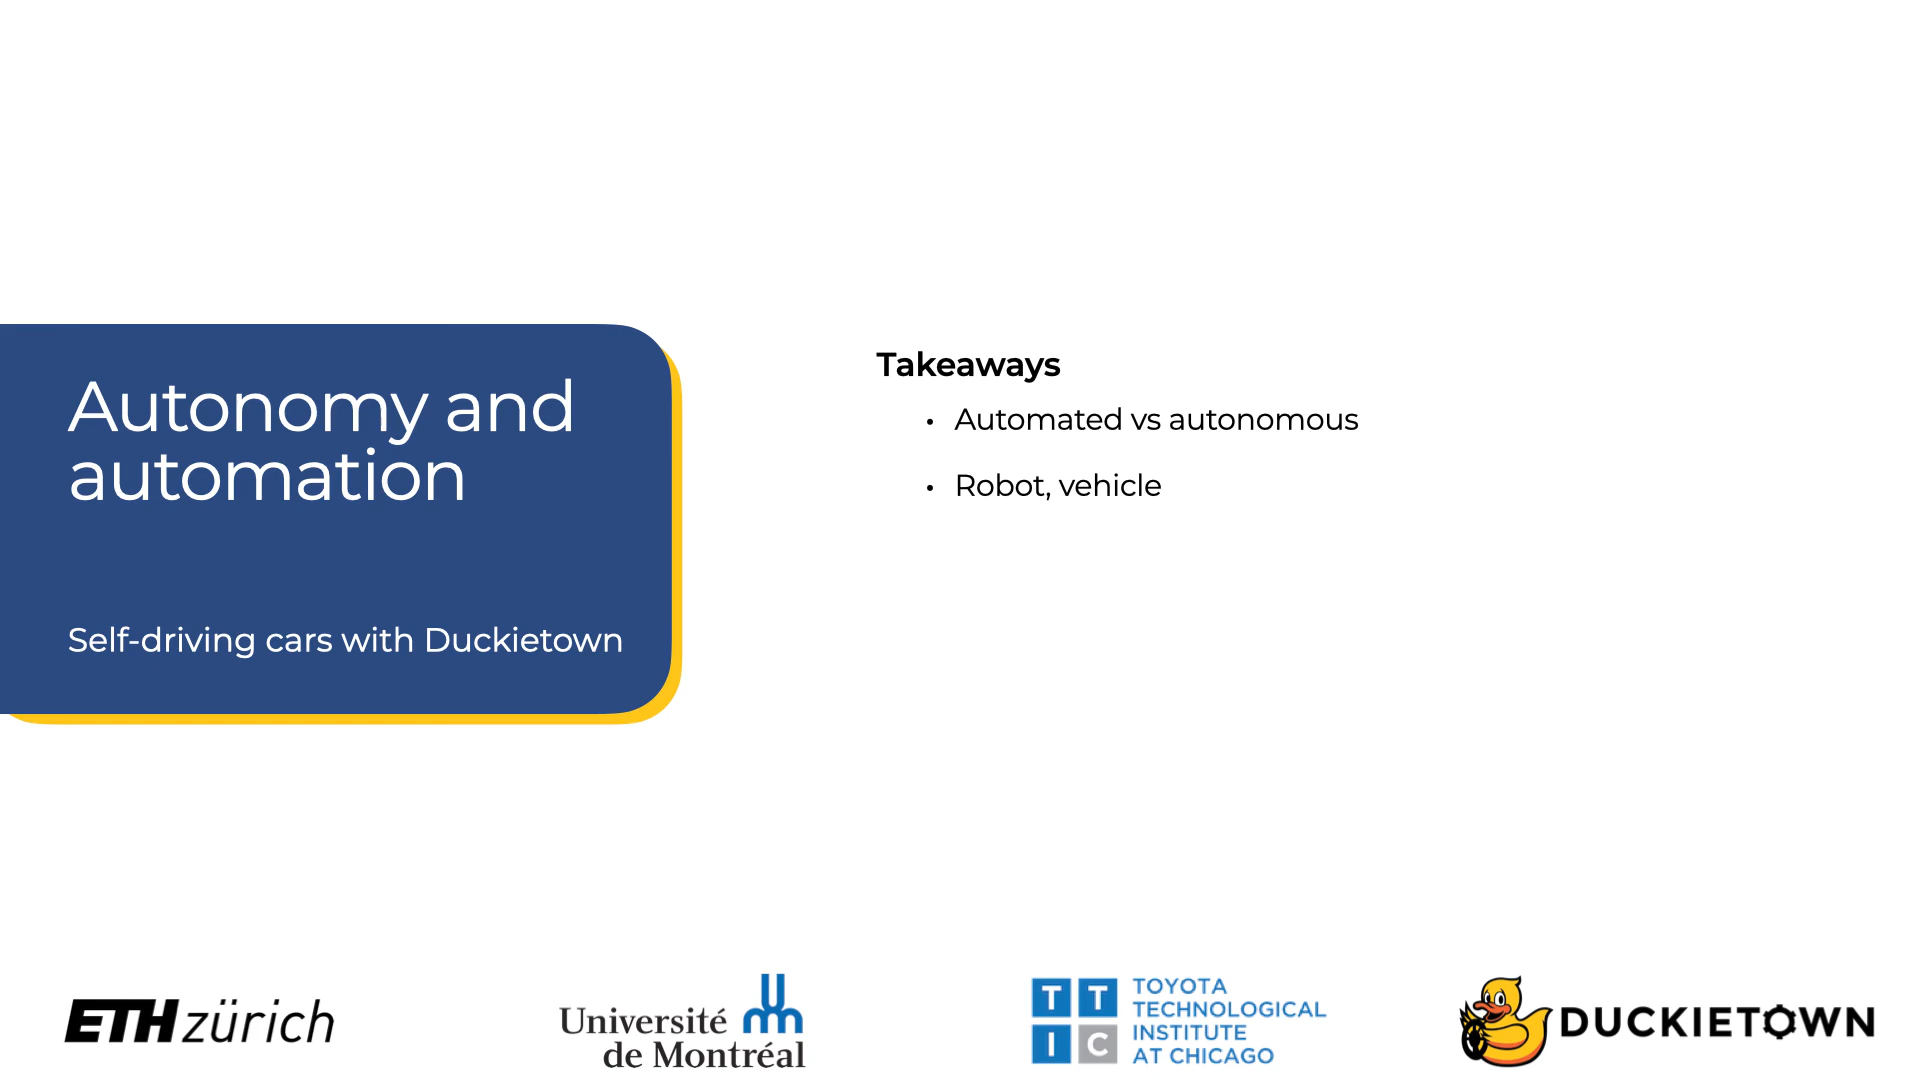 Autonomy and
automation
Self-driving cars with Duckietown
Takeaways
• Automated vs autonomous
• Robot, vehicle
ETH zürich
Université
de Montréal
TTIC
TOYOTA
TECHNOLOGICAL
INSTITUTE
AT CHICAGO
DUCKIETOWN